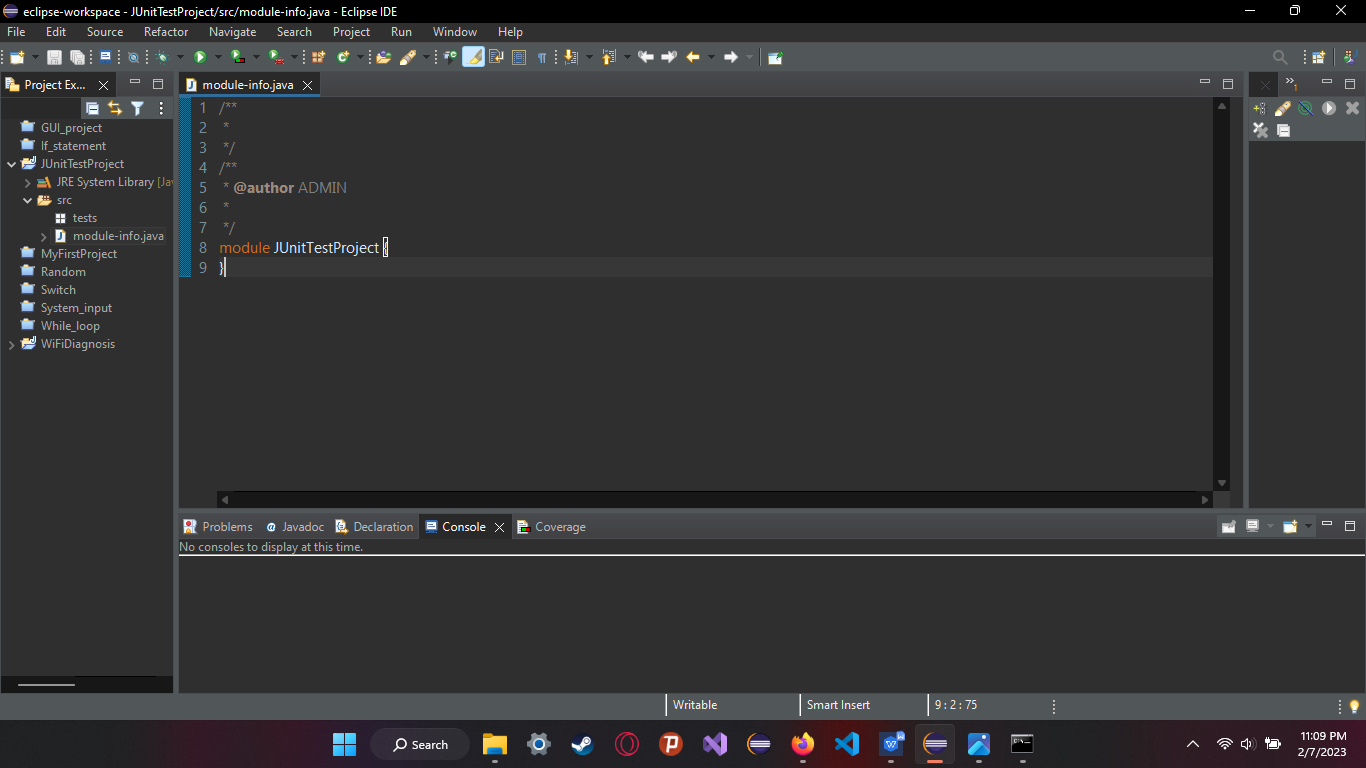 eclipse-workspace - JUnitTestProject/src/module-info.java - Eclipse IDE
File Edit Source Refactor Navigate Search Project Run Window Help
Project Ex...
module-info.java
GUI_project
If_statement
JUnitTestProject
JRE System Library [Jav
src
tests
module-info.java
MyFirstProject
Random
Switch
System_input
While_loop
WiFiDiagnosis
1 /**
2 *
3 */
4 /**
5 * @author ADMIN
6 *
7 */
8 module JUnitTestProject {
9 }
»1
Problems @ Javadoc Declaration Console Coverage
No consoles to display at this time.
Writable Smart Insert 9 : 2 : 75
Search
11:09 PM
2/7/2023